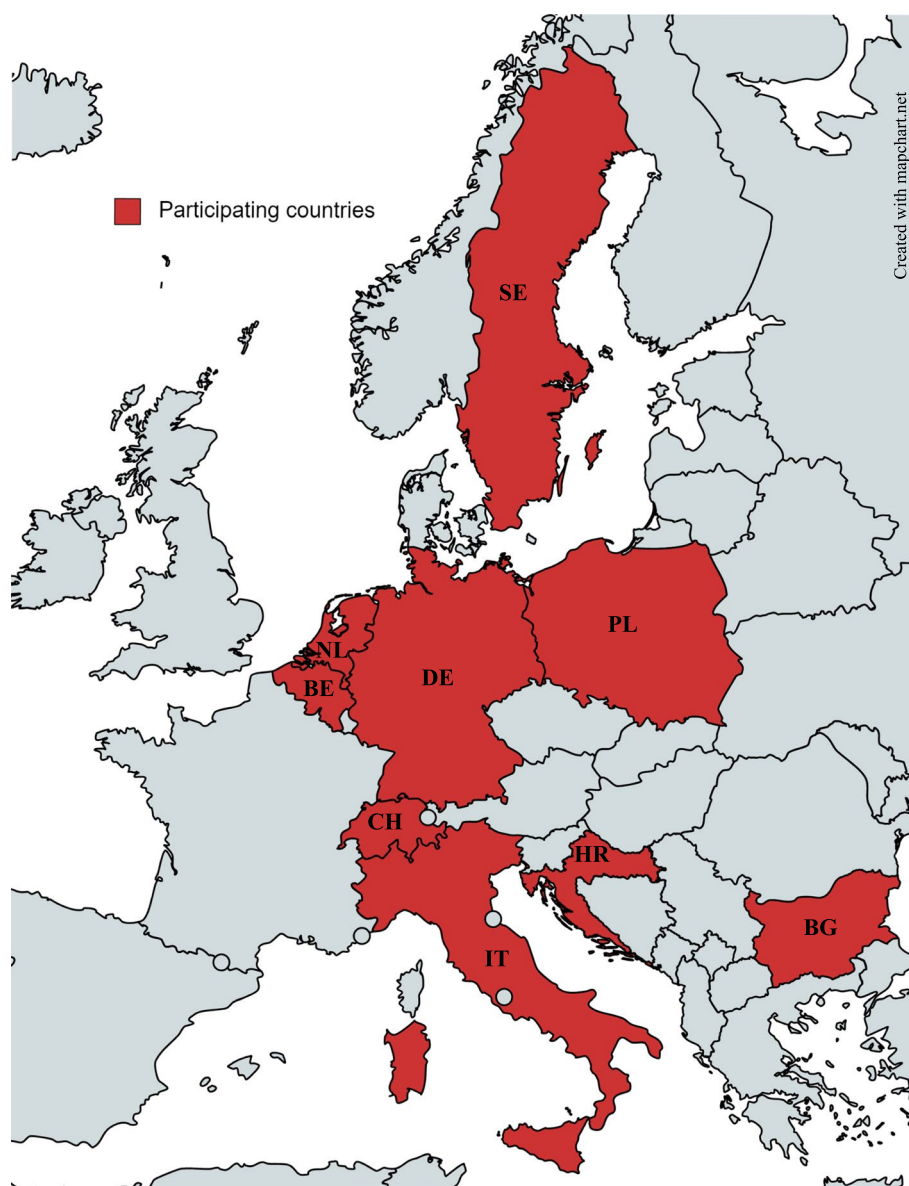 Created with mapchart.net
Participating countries
SE
PL
NL
DE
BE
CH
HR
BG
IT